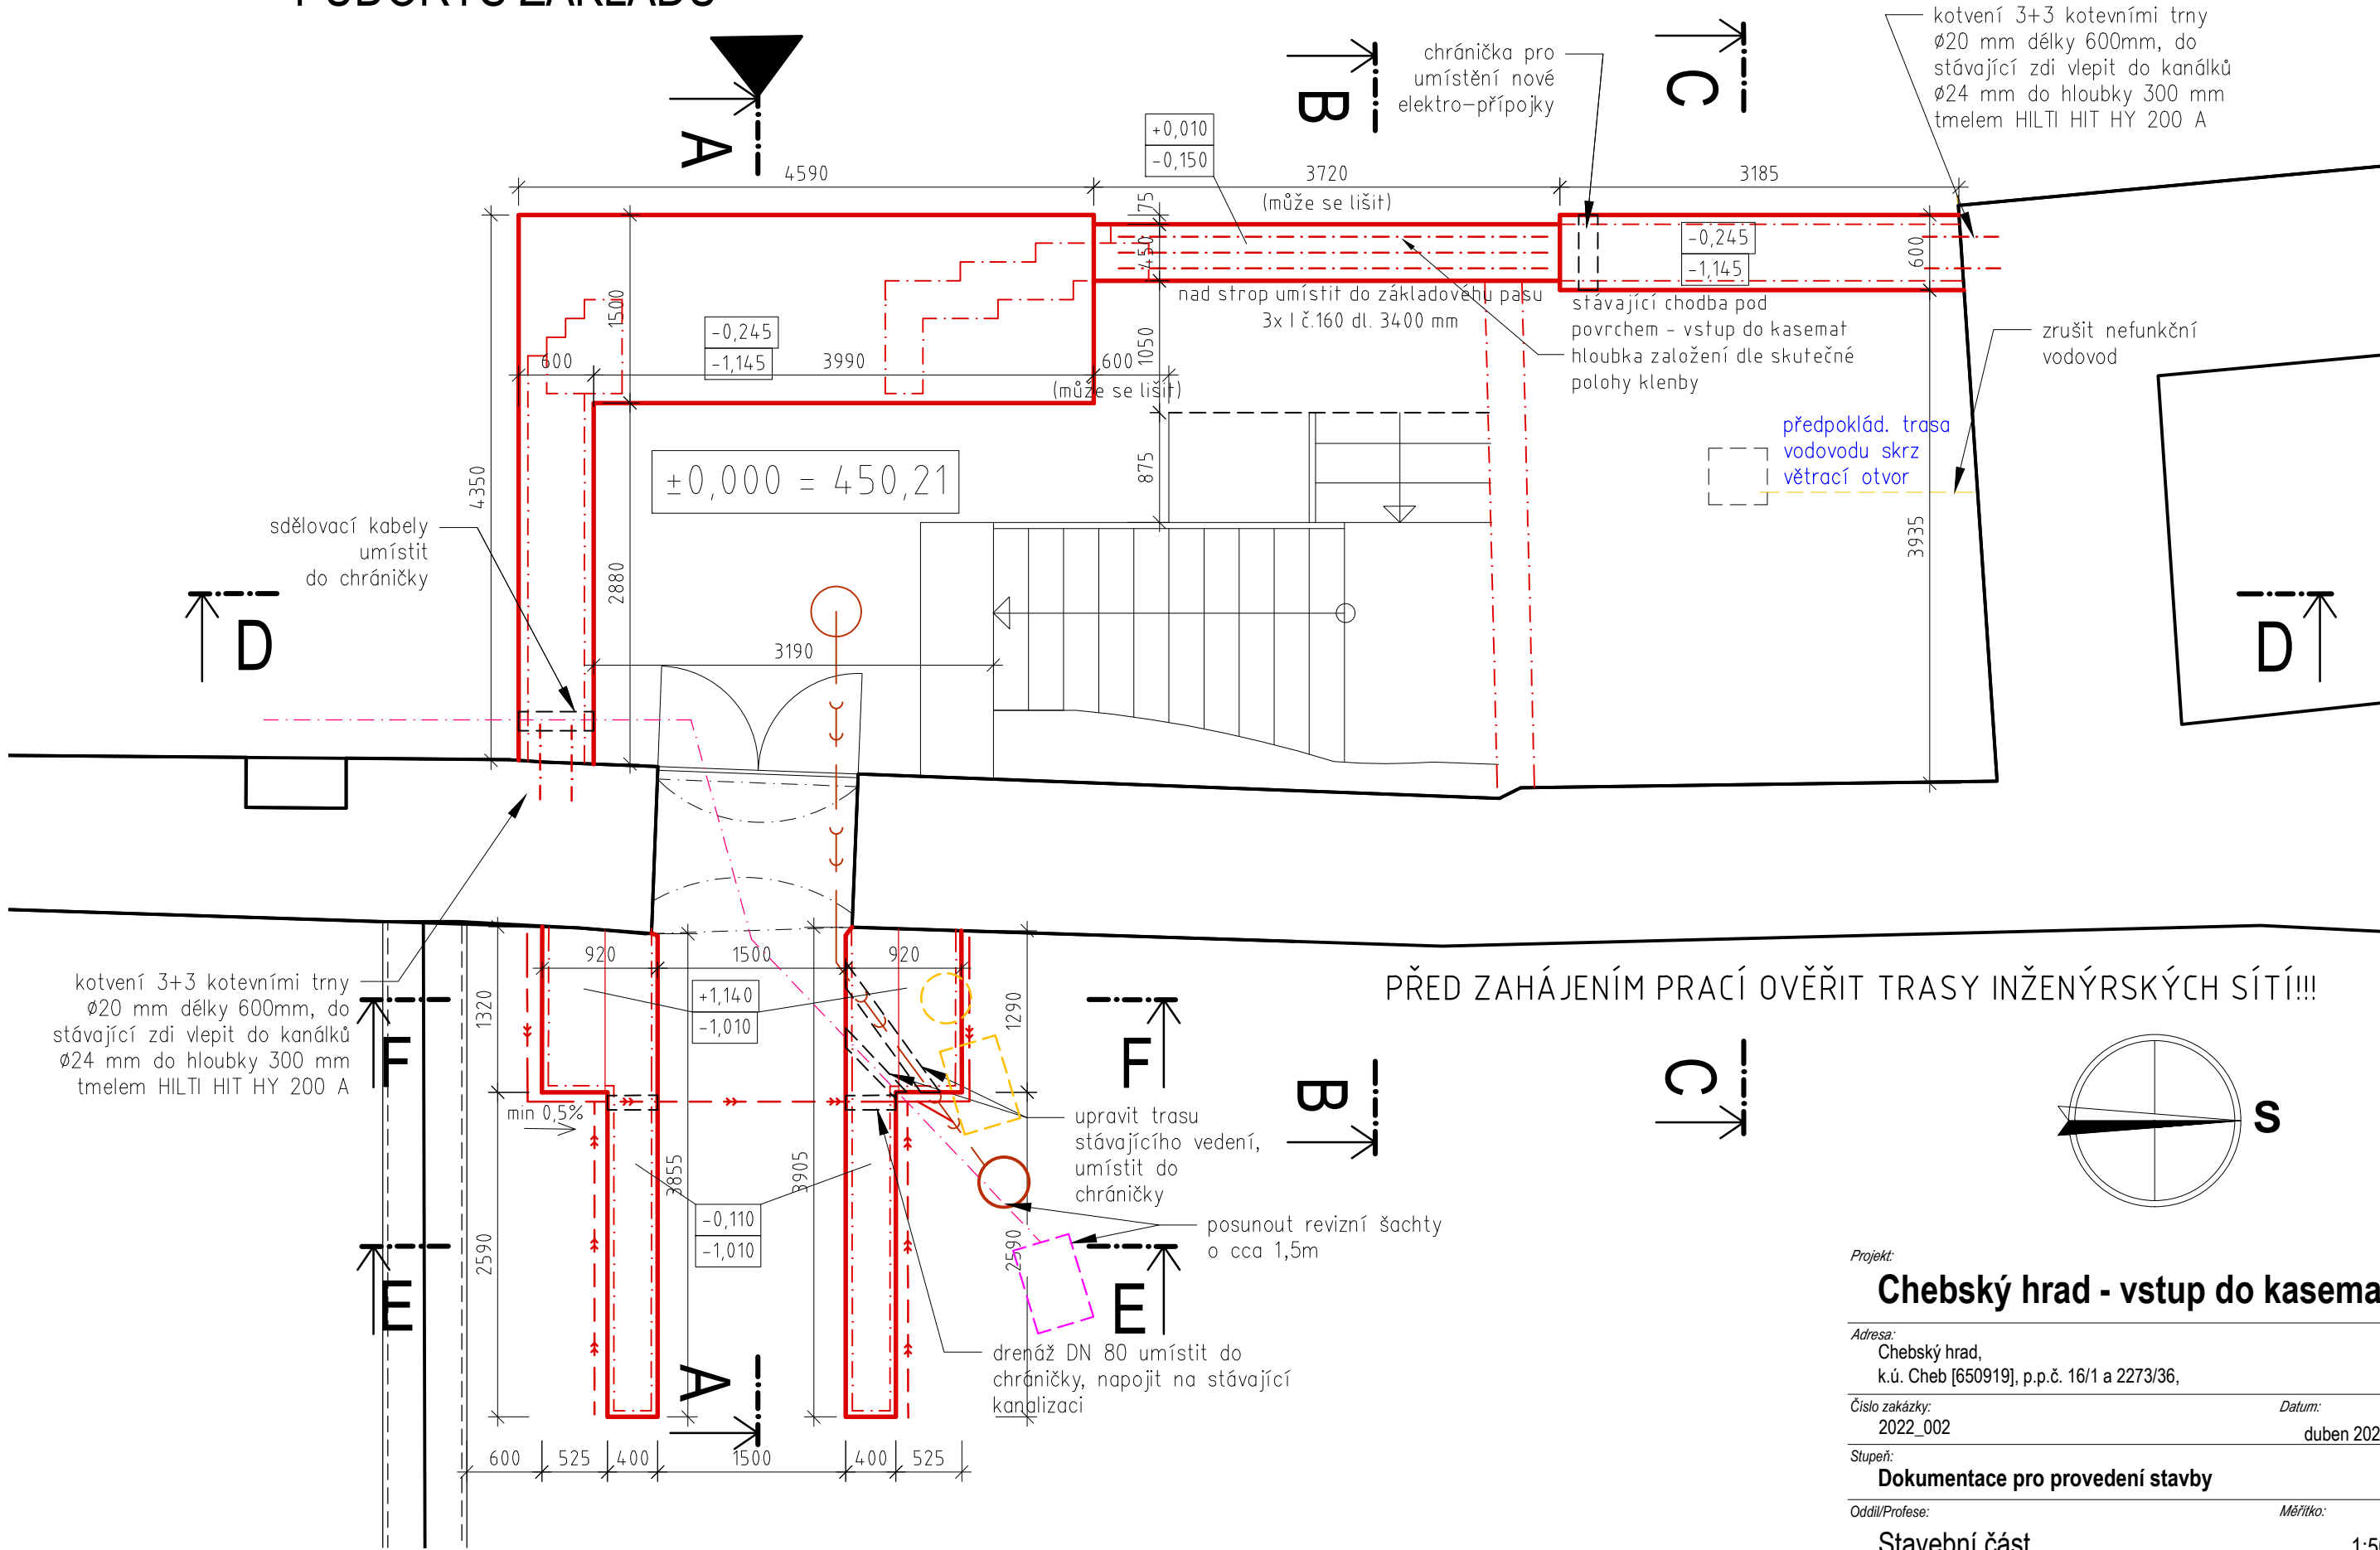 PŮDORYS ZÁKLADŮ
kotvení 3+3 kotevními trny
ø20 mm délky 600mm, do
stávající zdi vlepit do kanálků
ø24 mm do hloubky 300 mm
tmelem HILTI HIT HY 200 A
chránička pro
umístění nové
elektro-přípojky
A
B
C
+0,010
-0,150
4590
3720
(může se lišit)
3185
75
450
1050
875
-0,245
-1,145
600
nad strop umístit do základového pasu
3x I č.160 dl. 3400 mm
stávající chodba pod
povrchem - vstup do kasemat
hloubka založení dle skutečné
polohy klenby
zrušit nefunkční
vodovod
předpoklád. trasa
vodovodu skrz
větrací otvor
3935
1500
-0,245
-1,145
600
3990
600
(může se lišit)
4350
2880
±0,000 = 450,21
sdělovací kabely
umístit
do chráničky
D
D
3190
kotvení 3+3 kotevními trny
ø20 mm délky 600mm, do
stávající zdi vlepit do kanálků
ø24 mm do hloubky 300 mm
tmelem HILTI HIT HY 200 A
920
1500
920
1320
+1,140
-1,010
1290
F
F
min 0,5%
3855
3905
2590
-0,110
-1,010
2590
E
E
upravit trasu
stávajícího vedení,
umístit do
chráničky
posunout revizní šachty
o cca 1,5m
drenáž DN 80 umístit do
chráničky, napojit na stávající
kanalizaci
A
B
C
600
525
400
1500
400
525
PŘED ZAHÁJENÍM PRACÍ OVĚŘIT TRASY INŽENÝRSKÝCH SÍTÍ!!!
S
Projekt:
Chebský hrad - vstup do kasema
Adresa:
Chebský hrad,
k.ú. Cheb [650919], p.p.č. 16/1 a 2273/36,
Číslo zakázky:
2022_002
Datum:
duben 202
Stupeň:
Dokumentace pro provedení stavby
Oddíl/Profese:
Stavební část
Měřítko:
1:5